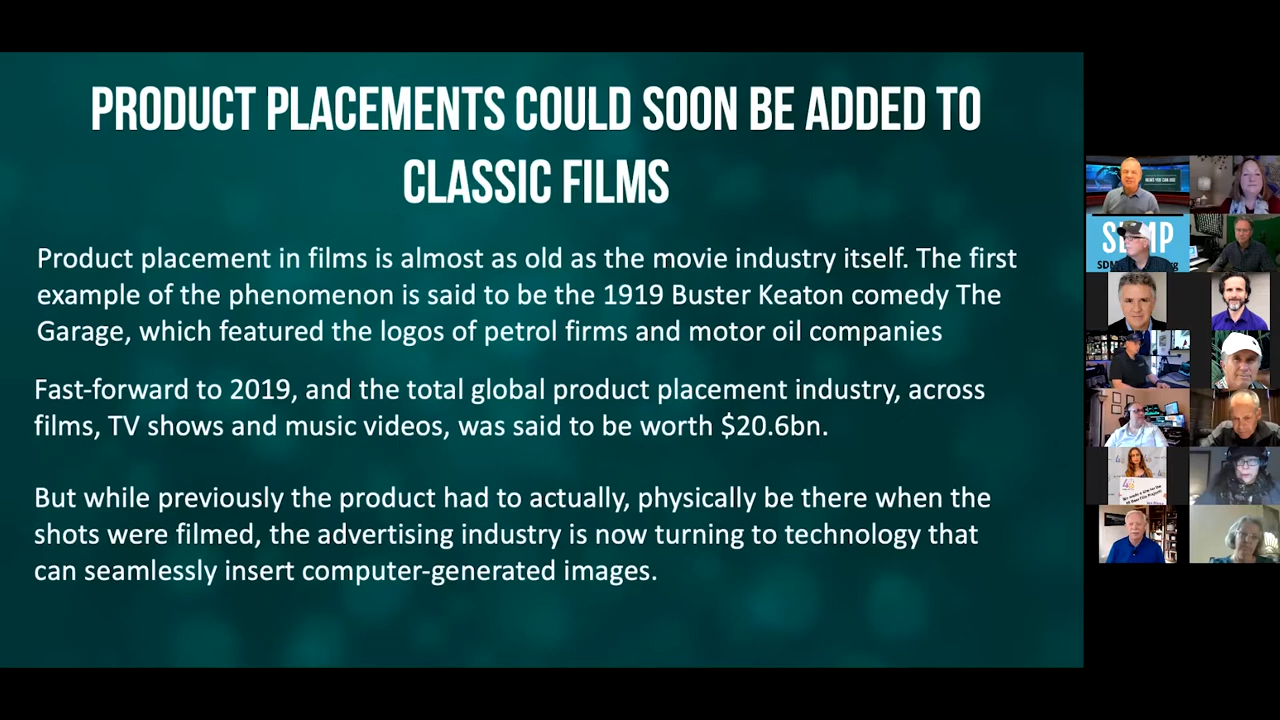 PRODUCT PLACEMENTS COULD SOON BE ADDED TO
CLASSIC FILMS
Product placement in films is almost as old as the movie industry itself. The first
example of the phenomenon is said to be the 1919 Buster Keaton comedy The
Garage, which featured the logos of petrol firms and motor oil companies
Fast-forward to 2019, and the total global product placement industry, across
films, TV shows and music videos, was said to be worth $20.6bn.
But while previously the product had to actually, physically be there when the
shots were filmed, the advertising industry is now turning to technology that
can seamlessly insert computer-generated images.
NEWS YOU CAN USE